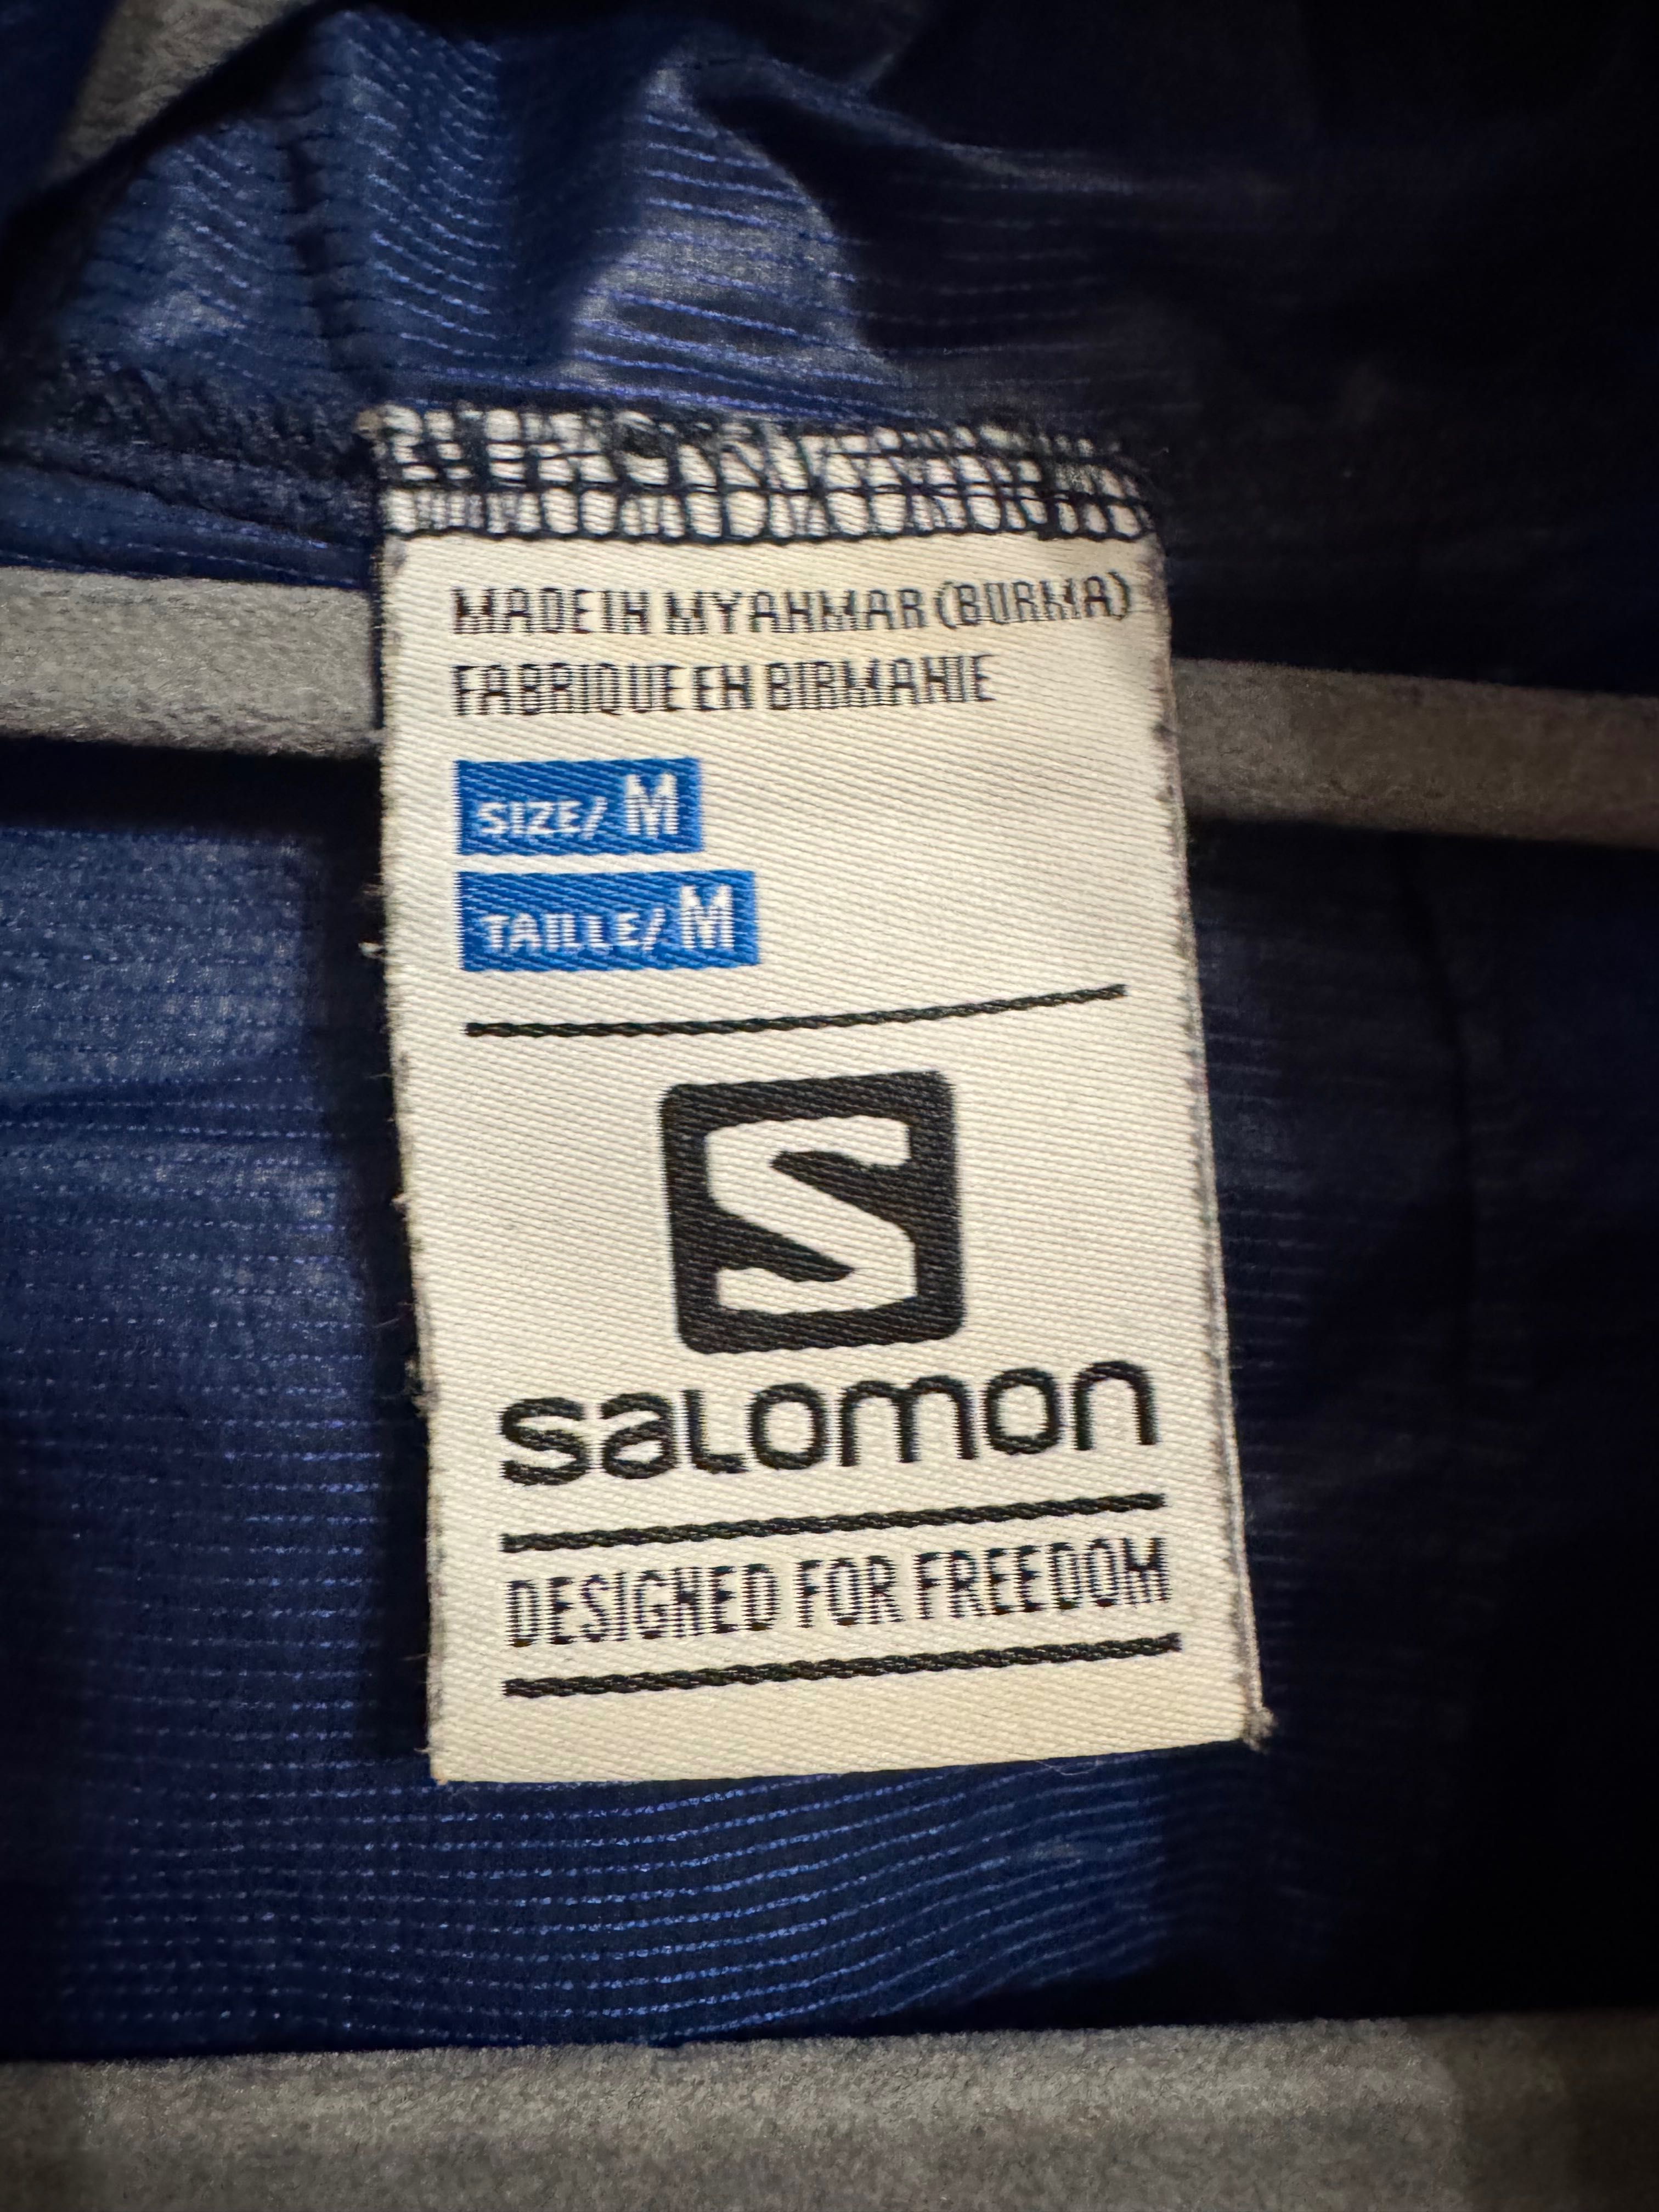 MADE IN MYANMAR (BURMA)
FABRIQUE EN BIRMANIE
SIZE/ M
TAILLE/ M
S
SALOMON
DESIGNED FOR FREEDOM